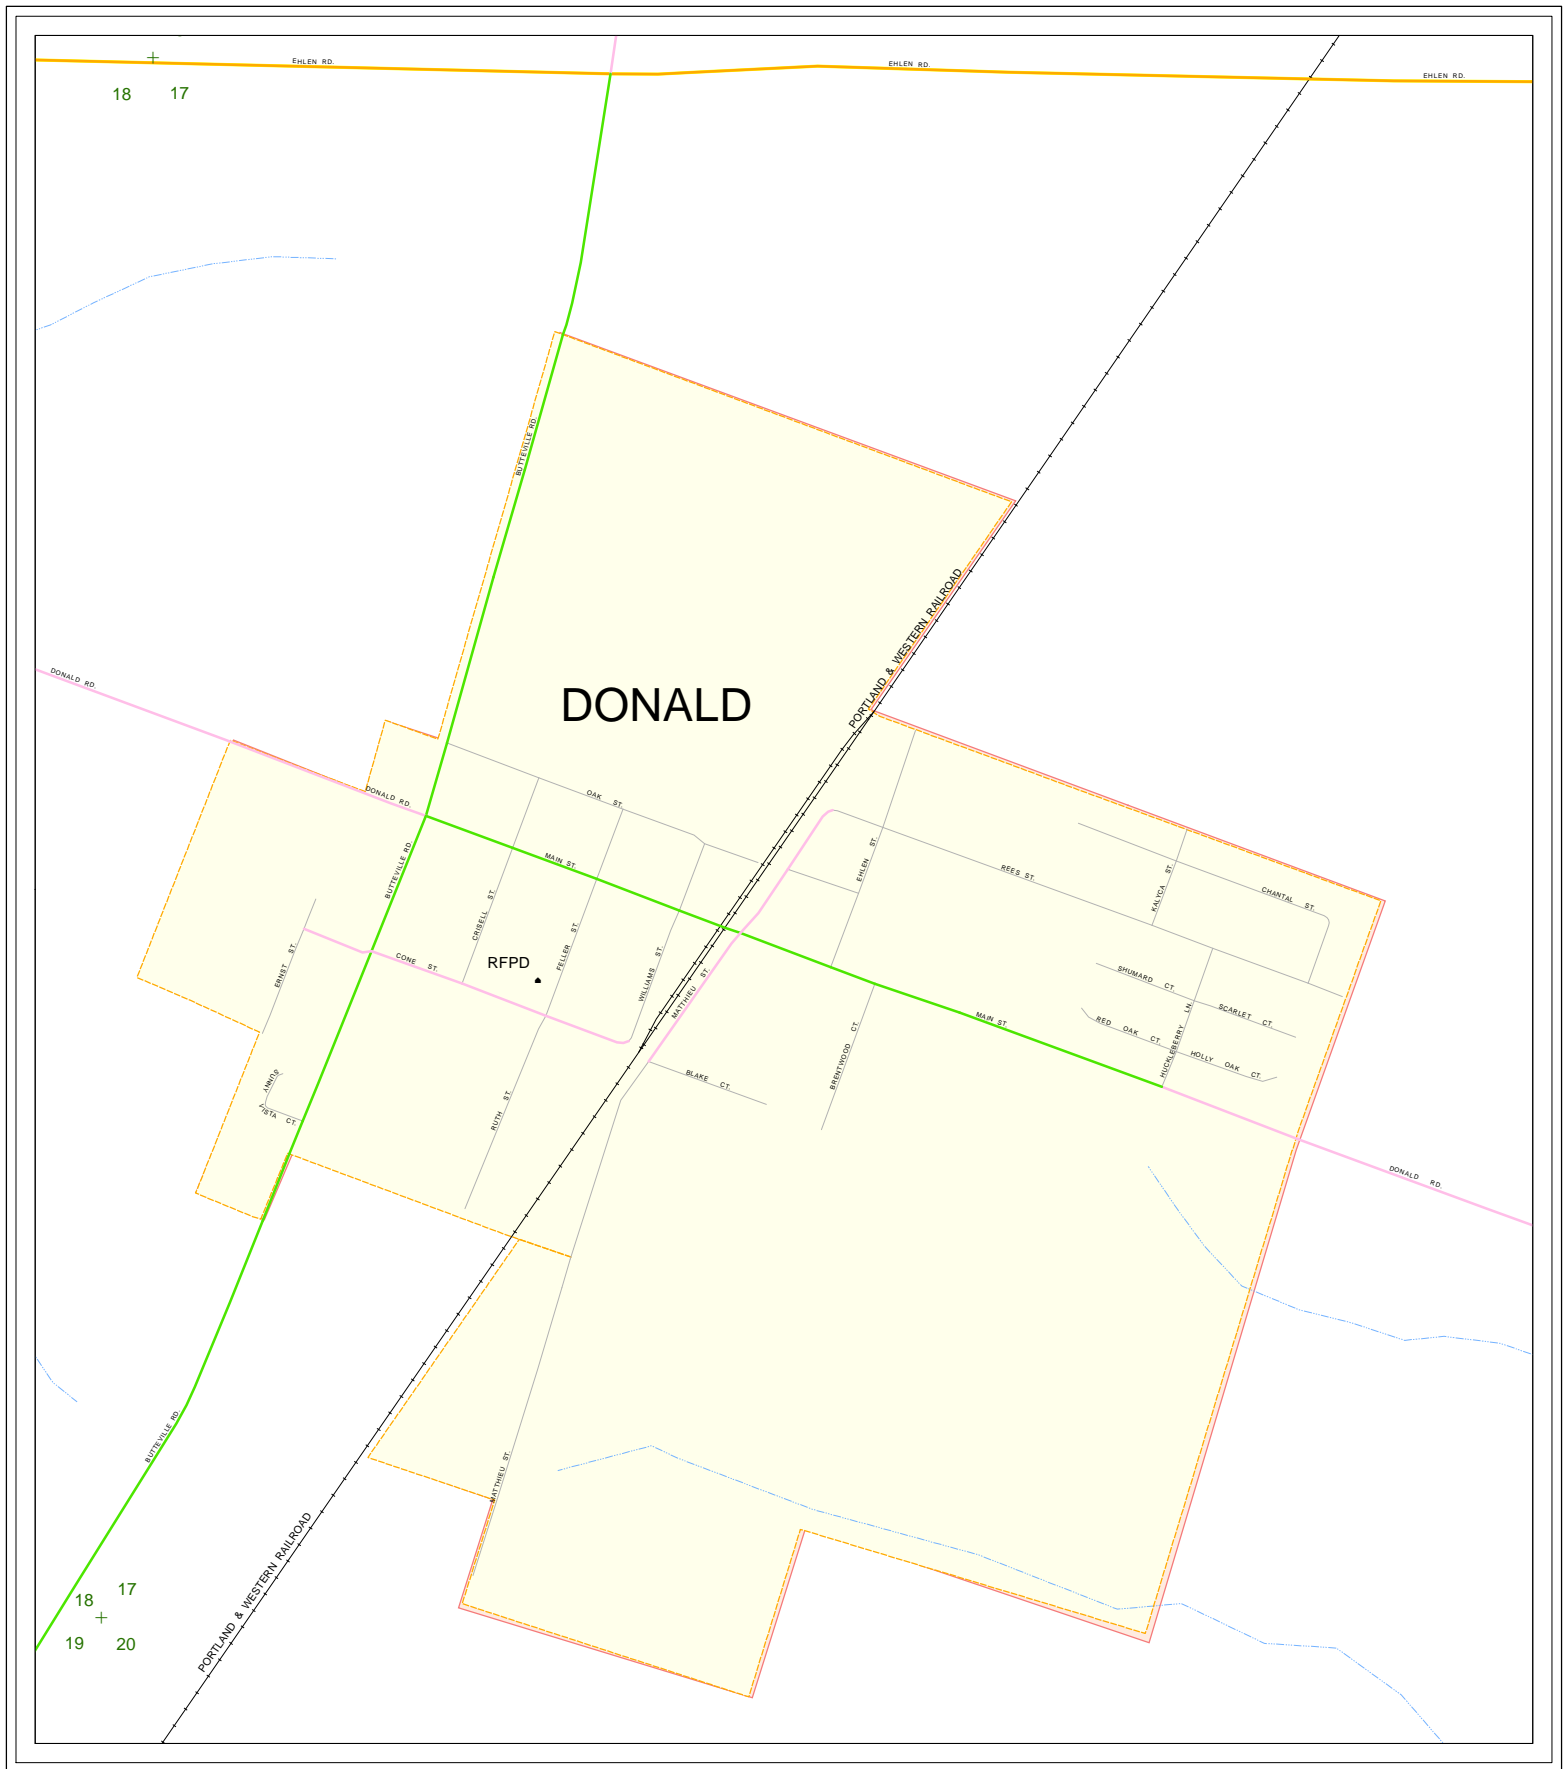 EHLEN RD.
EHLEN RD.
EHLEN RD.
18 17
BUTTEVILLE RD.
PORTLAND & WESTERN RAILROAD
DONALD RD.
DONALD
DONALD RD.
OAK ST.
MAIN ST.
BUTTEVILLE RD.
EHLEN ST.
REES ST.
KALYCA ST.
CHANTAL ST.
CRISELL ST.
FELLER ST.
WILLIAMS ST.
MATTHIEU ST.
ERNST ST.
CONE ST.
RFPD
SHUMARD CT.
SCARLET CT.
MAIN ST.
RED OAK CT.
HOLLY OAK CT.
HUCKLEBERRY LN.
BRENTWOOD CT.
BLAKE CT.
SUNNY
VISTA CT.
RUTH ST.
DONALD RD.
BUTTEVILLE RD.
MATTHIEU ST.
PORTLAND & WESTERN RAILROAD
18 17
19 20